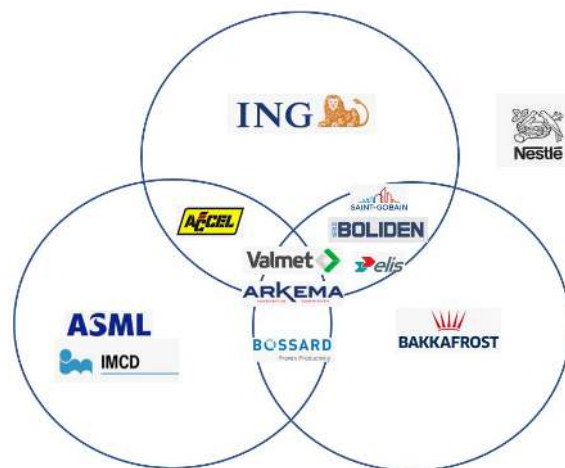 ING
Nestlé
SAINT-GOBAIN
ACCEL
BOLIDEN
Valmet
elis
ARKEMA
ASML
BAKKAFROST
BOSSARD
Proven Productivity
IMCD